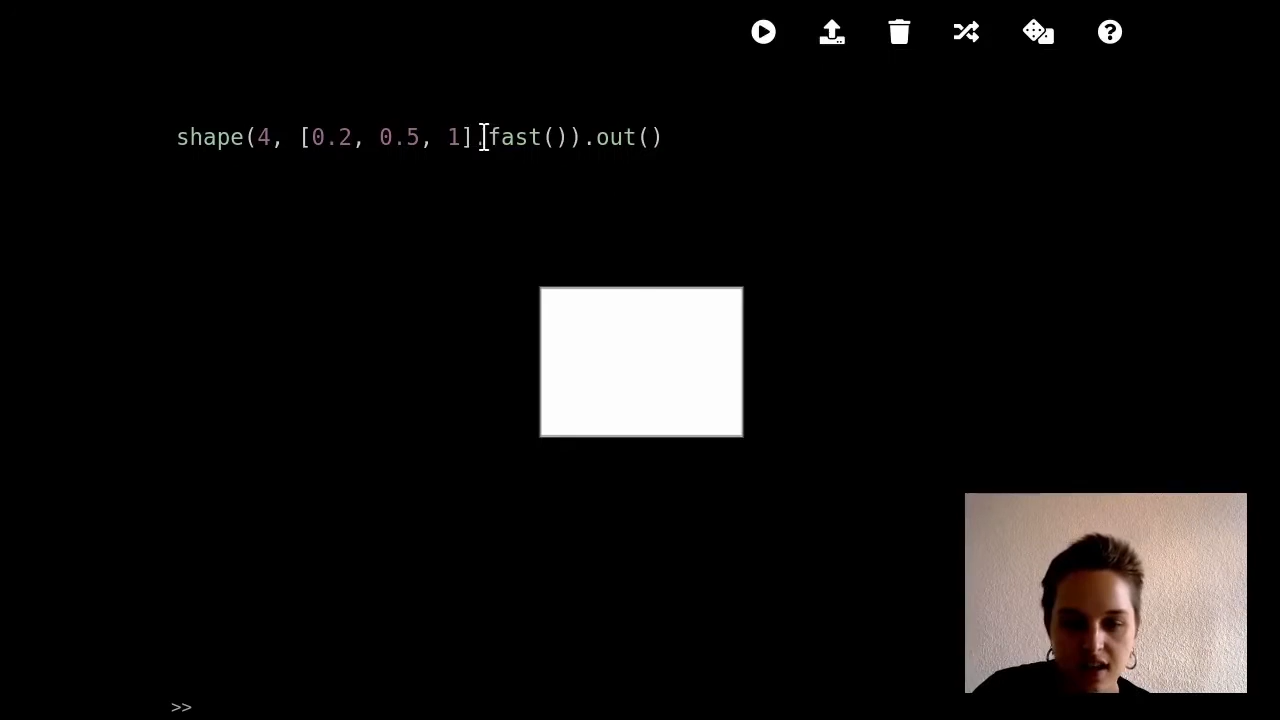 shape(4, [0.2, 0.5, 1].fast()).out()
>>